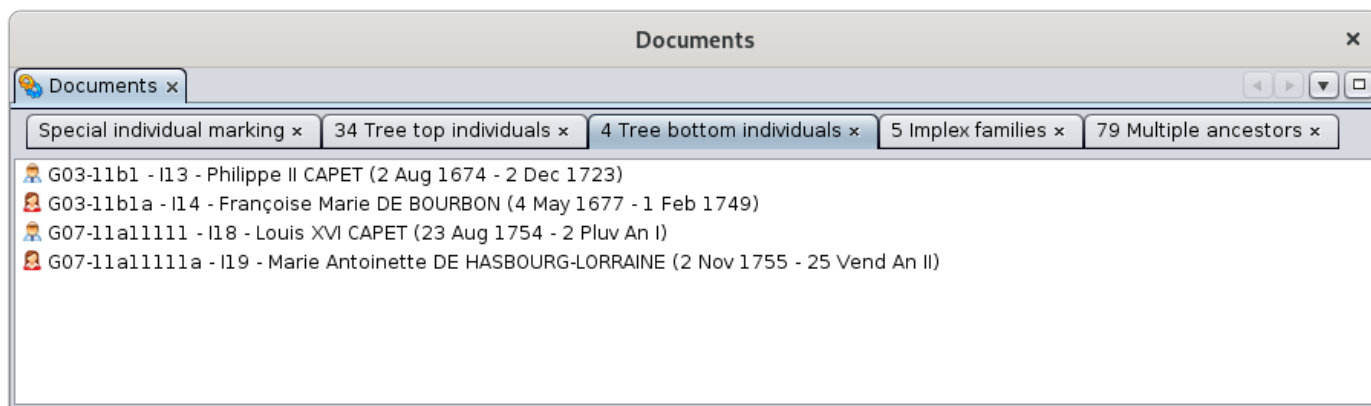 Documents
Documents
Special individual marking 34 Tree top individuals 4 Tree bottom individuals 5 Implex families 79 Multiple ancestors
G03-11b1 - I13 - Philippe II CAPET (2 Aug 1674 - 2 Dec 1723)
G03-11b1a - I14 - Françoise Marie DE BOURBON (4 May 1677 - 1 Feb 1749)
G07-11a11111 - I18 - Louis XVI CAPET (23 Aug 1754 - 2 Pluv An I)
G07-11a11111a - I19 - Marie Antoinette DE HASBOURG-LORRAINE (2 Nov 1755 - 25 Vend An II)